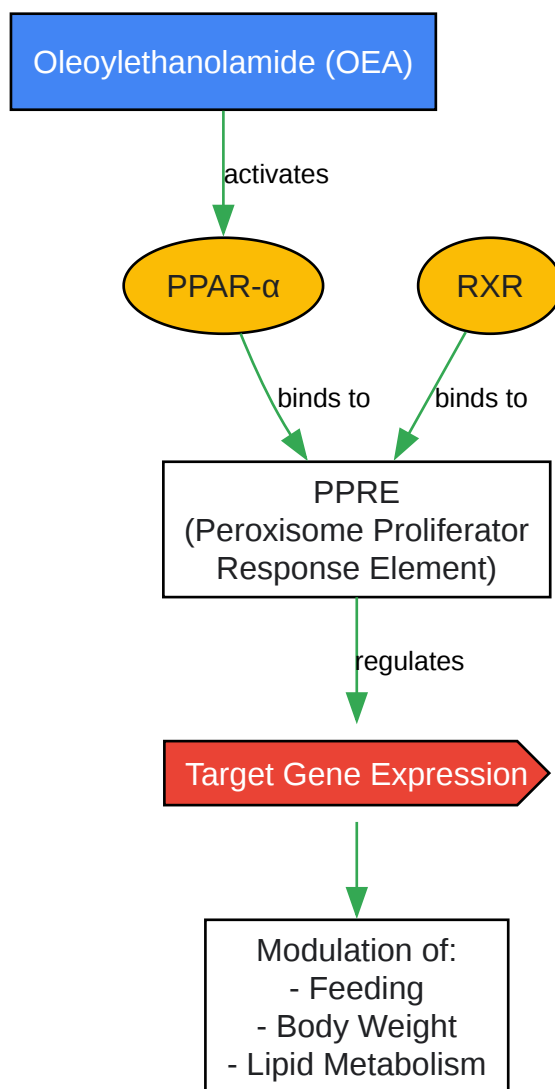 Oleoylethanolamide (OEA)
activates
PPAR-α
RXR
binds to
binds to
PPRE
(Peroxisome Proliferator
Response Element)
regulates
Target Gene Expression
Modulation of:
- Feeding
- Body Weight
- Lipid Metabolism